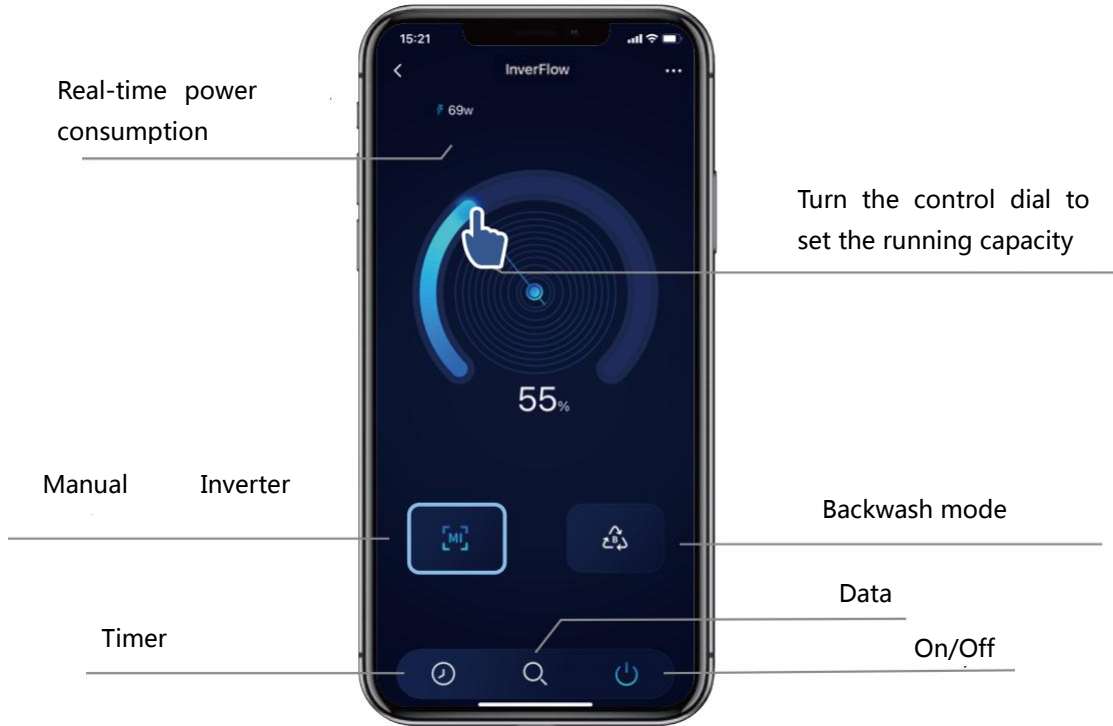 15:21
InverFlow
Real-time power
consumption
69w
Turn the control dial to
set the running capacity
55%
Manual Inverter
MI
B
Backwash mode
Data
Timer
On/Off